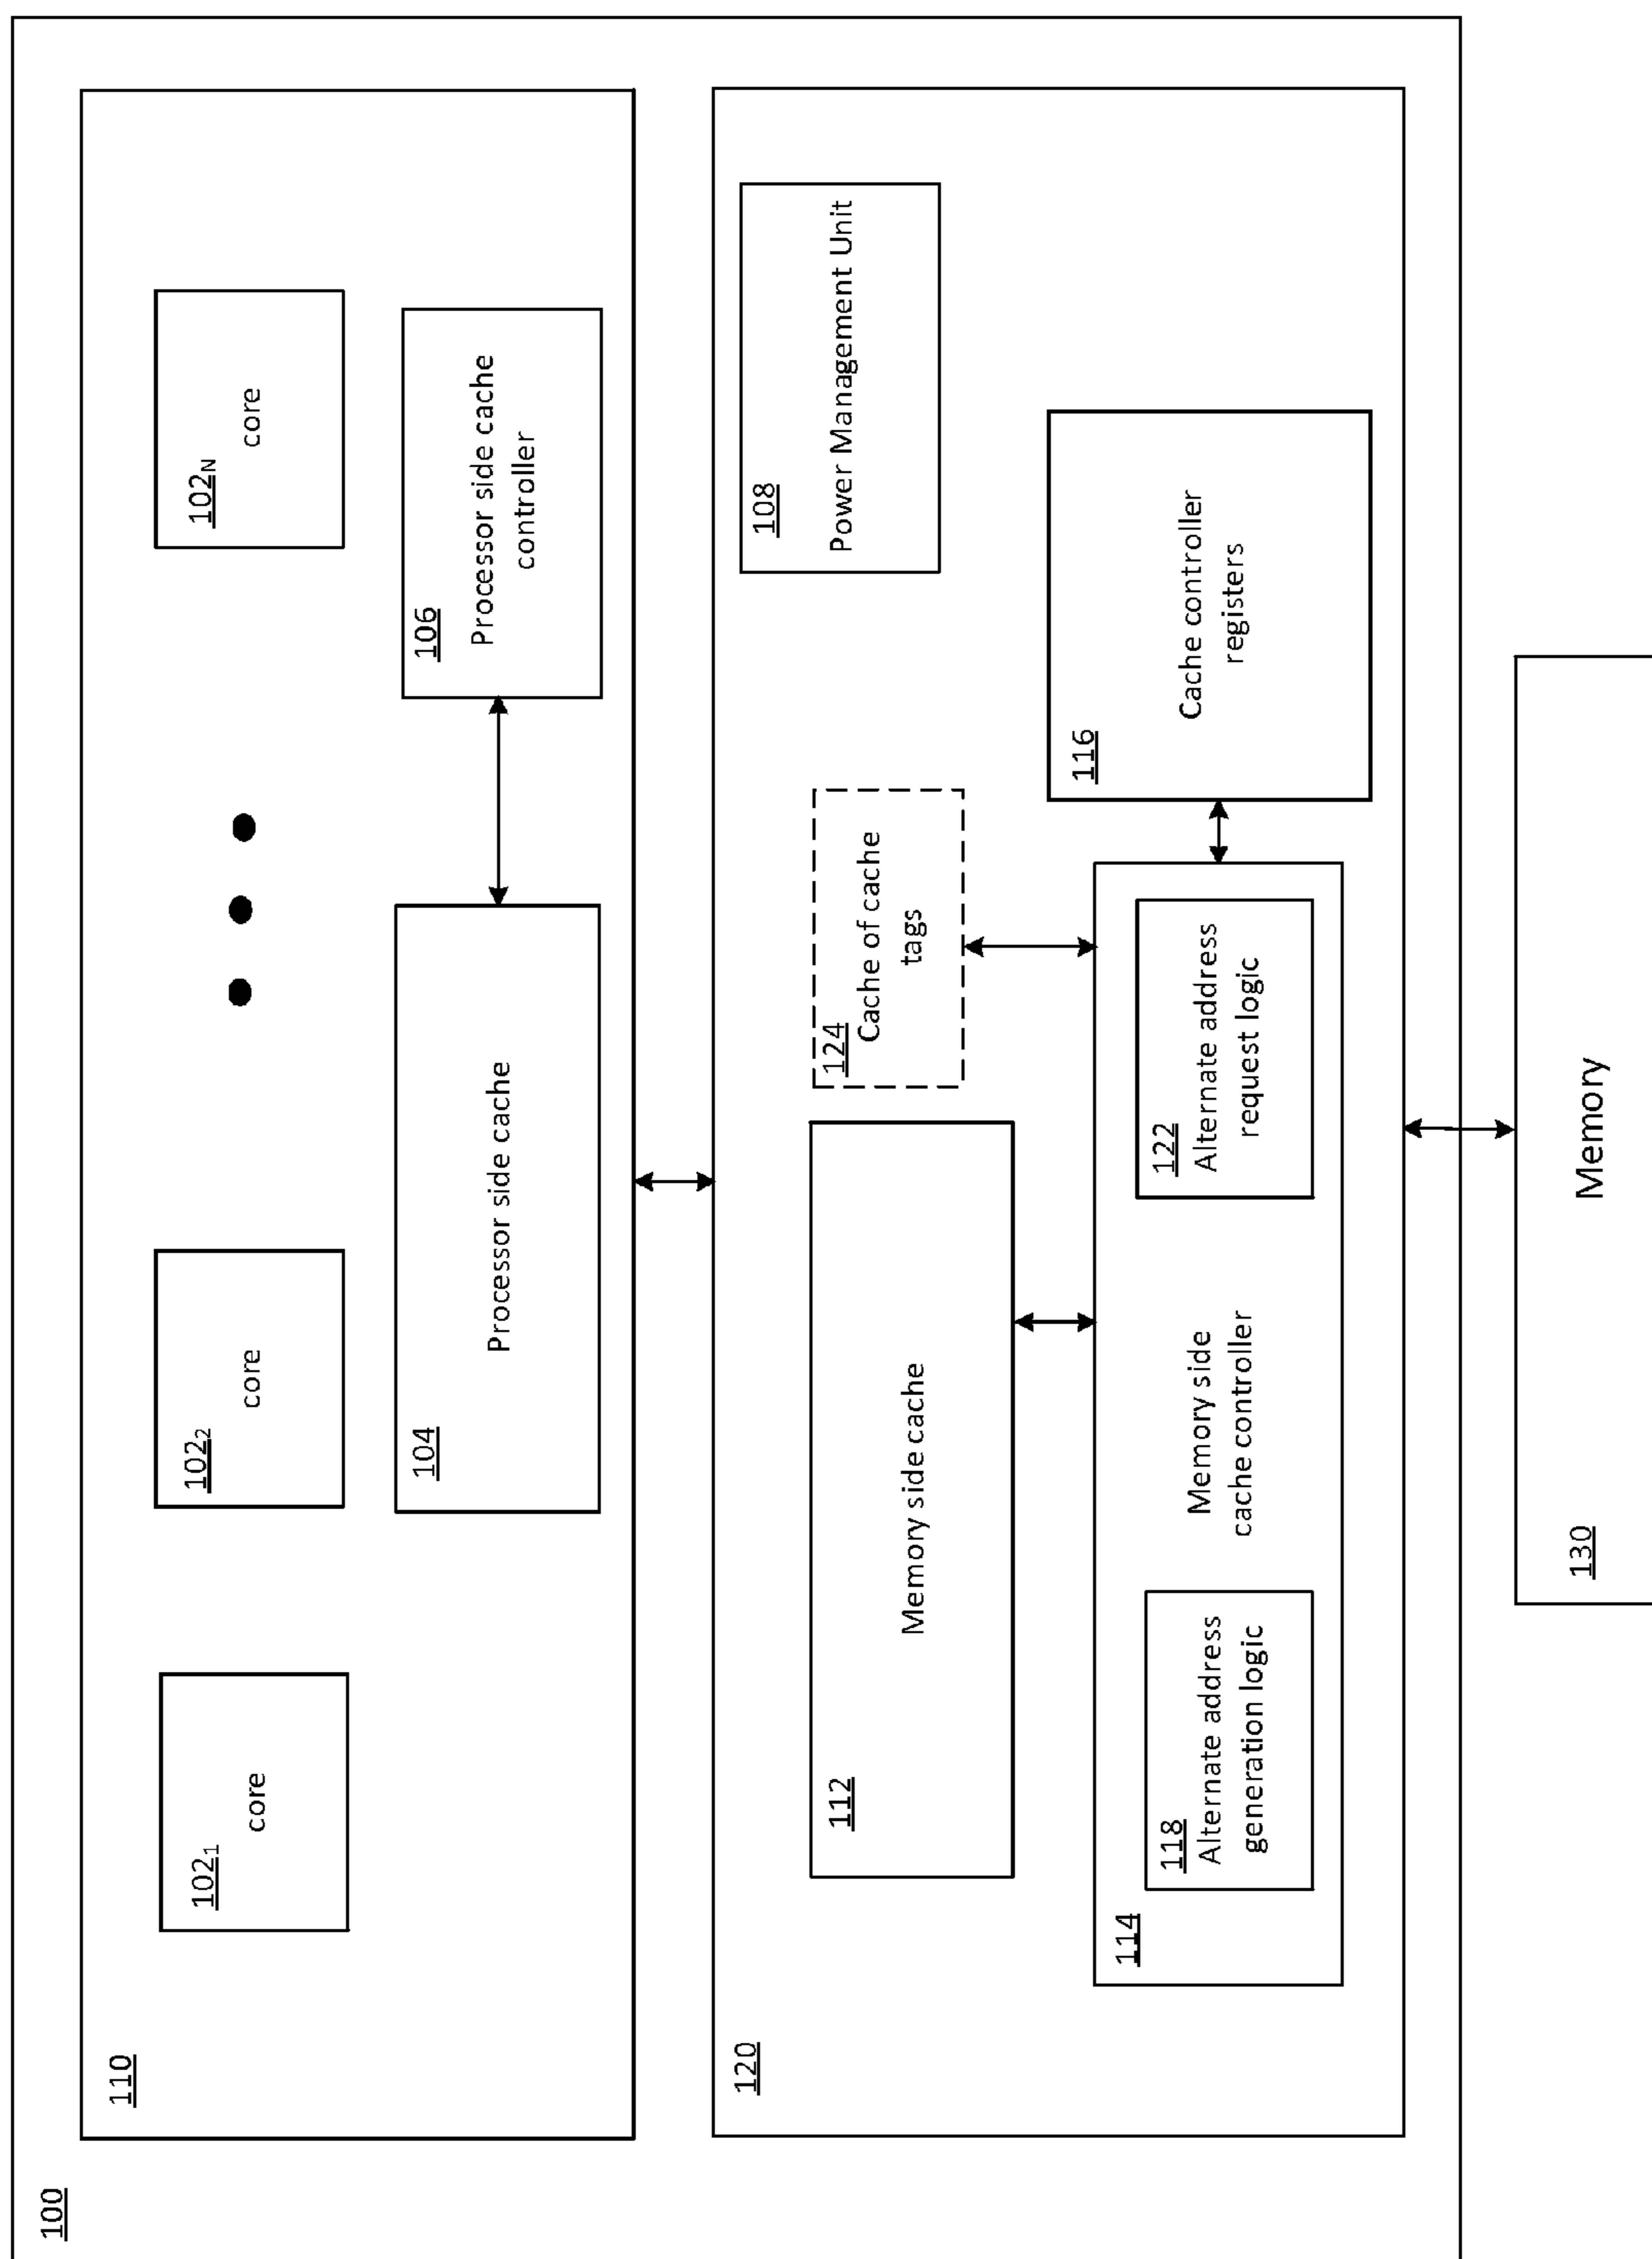 100
110
102₁
core
102₂
core
102N
core
104
Processor side cache
106
Processor side cache
controller
120
112
Memory side cache
124
Cache of cache
tags
108
Power Management Unit
114
118
Alternate address
generation logic
Memory side
cache controller
122
Alternate address
request logic
116
Cache controller
registers
130
Memory